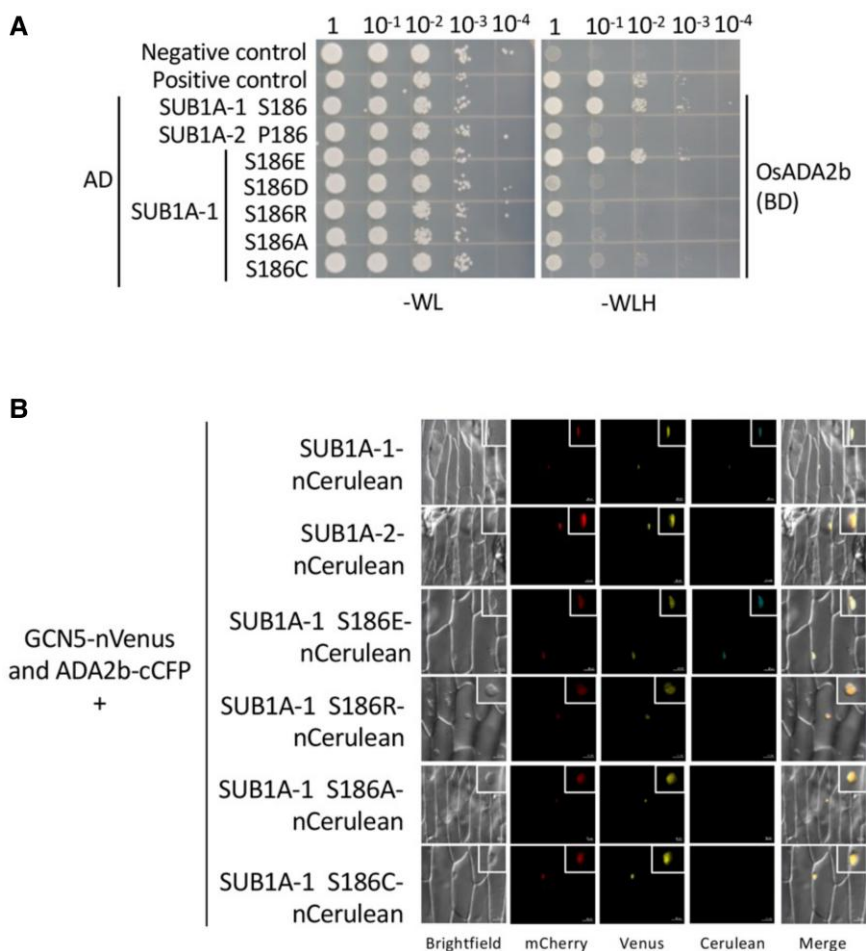 A
1 10⁻¹ 10⁻² 10⁻³ 10⁻⁴ 1 10⁻¹ 10⁻² 10⁻³ 10⁻⁴
Negative control
Positive control
SUB1A-1 S186
SUB1A-2 P186
S186E
S186D
S186R
S186A
S186C
AD
SUB1A-1
OsADA2b
(BD)
-WL -WLH
B
GCN5-nVenus
and ADA2b-cCFP
+
SUB1A-1-
nCerulean
SUB1A-2-
nCerulean
SUB1A-1 S186E-
nCerulean
SUB1A-1 S186R-
nCerulean
SUB1A-1 S186A-
nCerulean
SUB1A-1 S186C-
nCerulean
Brightfield mCherry Venus Cerulean Merge